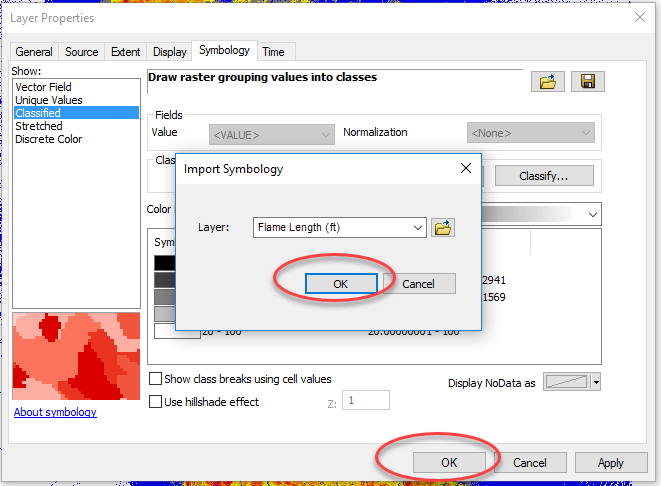 Layer Properties
General Source Extent Display Symbology Time
Show:
Vector Field
Unique Values
Classified
Stretched
Discrete Color
About symbology
Draw raster grouping values into classes
Fields
Value <VALUE> Normalization <None>
Clas
Classify...
Color
Sym
2941
1569
20 - 100 20.00000001 - 100
Import Symbology
Layer: Flame Length (ft)
OK Cancel
Show class breaks using cell values
Use hillshade effect Z: 1
Display NoData as
OK Cancel Apply